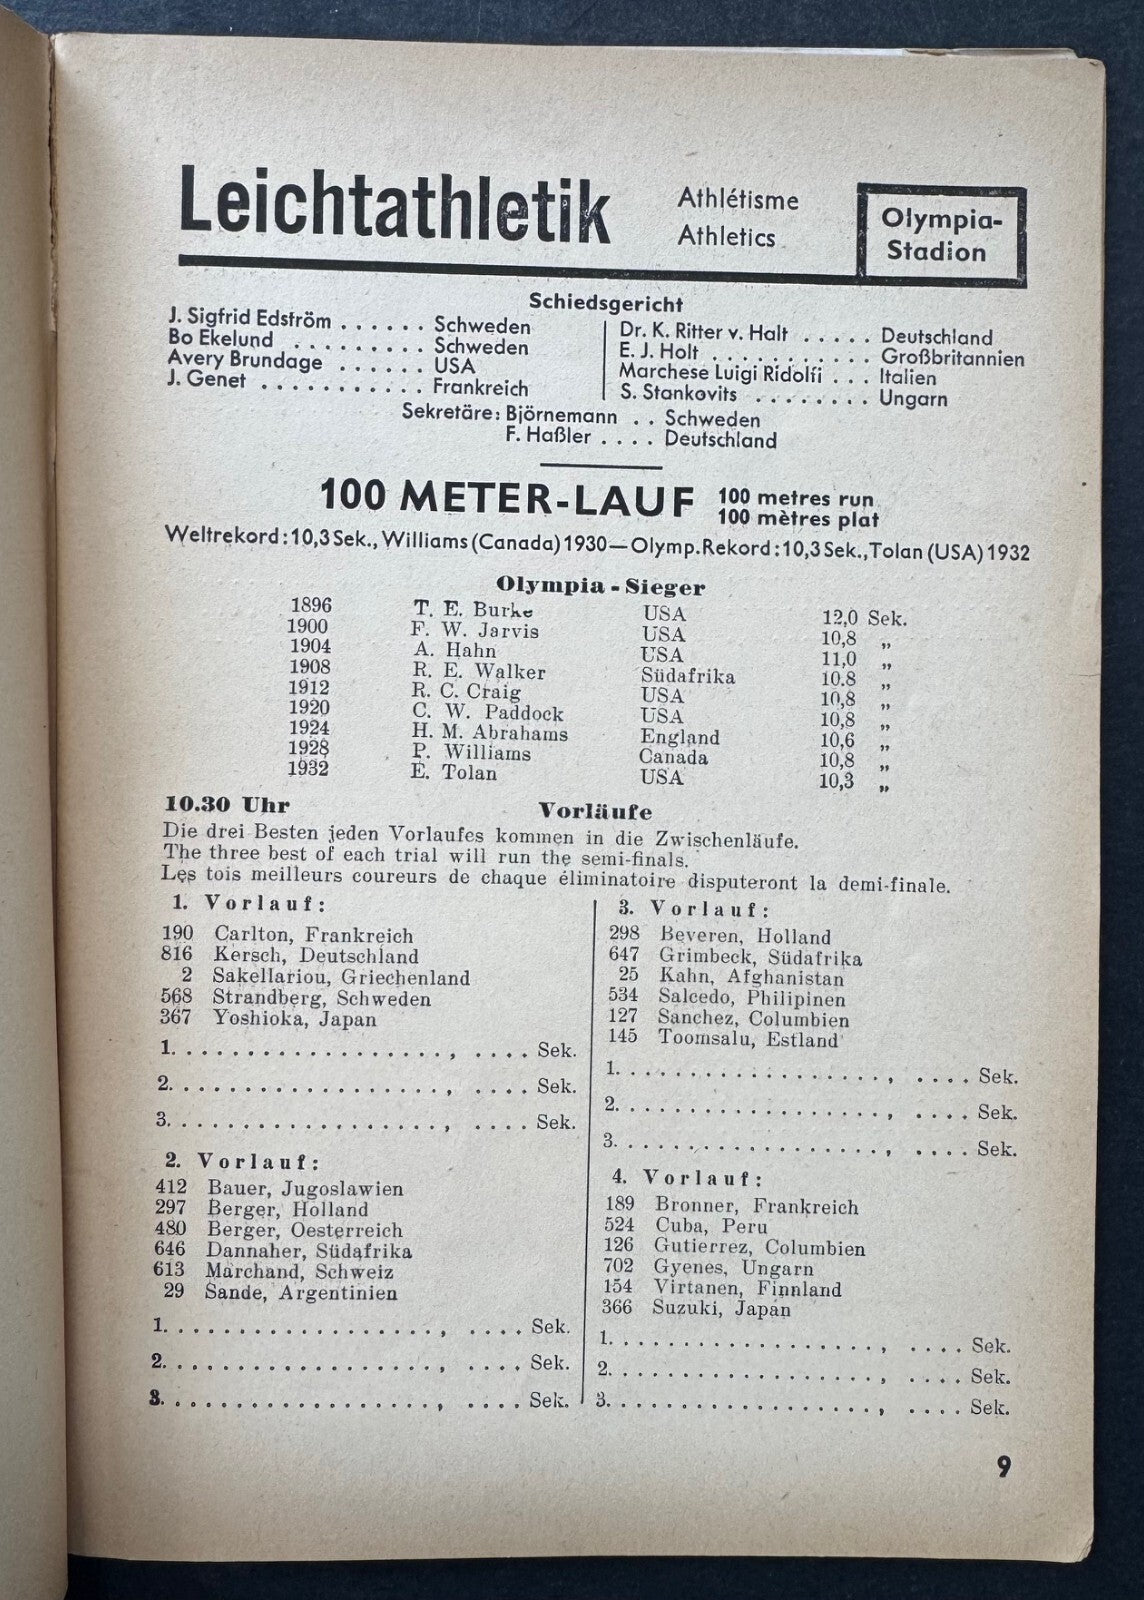 Leichtathletik
Athlétisme
Athletics
Olympia-
Stadion
Schiedsgericht
J. Sigfrid Edström . . . . . . Schweden
Bo Ekelund . . . . . . . . . Schweden
Avery Brundage . . . . . . USA
J. Genet . . . . . . . . . . . Frankreich
Dr. K. Ritter v. Halt . . . . . Deutschland
E. J. Holt . . . . . . . . . . . Großbritannien
Marchese Luigi Ridolfi . . . Italien
S. Stankovits . . . . . . . . Ungarn
Sekretäre: Björnemann . . Schweden
F. Haßler . . . . Deutschland
100 METER-LAUF
100 metres run
100 mètres plat
Weltrekord: 10,3 Sek., Williams (Canada) 1930 — Olymp. Rekord: 10,3 Sek., Tolan (USA) 1932
Olympia - Sieger
1896 T. E. Burke USA 12,0 Sek.
1900 F. W. Jarvis USA 10,8 „
1904 A. Hahn USA 11,0 „
1908 R. E. Walker Südafrika 10.8 „
1912 R. C. Craig USA 10,8 „
1920 C. W. Paddock USA 10,8 „
1924 H. M. Abrahams England 10,6 „
1928 P. Williams Canada 10,8 „
1932 E. Tolan USA 10,3 „
10.30 Uhr Vorläufe
Die drei Besten jeden Vorlaufes kommen in die Zwischenläufe.
The three best of each trial will run the semi-finals.
Les tois meilleurs coureurs de chaque éliminatoire disputeront la demi-finale.
1. Vorlauf:
190 Carlton, Frankreich
816 Kersch, Deutschland
2 Sakellariou, Griechenland
568 Strandberg, Schweden
367 Yoshioka, Japan
1. . . . . . . . . . . . . . . . . . . , . . . . Sek.
2. . . . . . . . . . . . . . . . . . . , . . . . Sek.
3. . . . . . . . . . . . . . . . . . . , . . . . Sek.
2. Vorlauf:
412 Bauer, Jugoslawien
297 Berger, Holland
480 Berger, Oesterreich
646 Dannaher, Südafrika
613 Marchand, Schweiz
29 Sande, Argentinien
1. . . . . . . . . . . . . . . . . . . , . . . . Sek.
2. . . . . . . . . . . . . . . . . . . , . . . . Sek.
3. . . . . . . . . . . . . . . . . . . , . . . . Sek.
3. Vorlauf:
298 Beveren, Holland
647 Grimbeck, Südafrika
25 Kahn, Afghanistan
534 Salcedo, Philipinen
127 Sanchez, Columbien
145 Toomsalu, Estland
1. . . . . . . . . . . . . . . . . . . , . . . . Sek.
2. . . . . . . . . . . . . . . . . . . , . . . . Sek.
3. . . . . . . . . . . . . . . . . . . , . . . . Sek.
4. Vorlauf:
189 Bronner, Frankreich
524 Cuba, Peru
126 Gutierrez, Columbien
702 Gyenes, Ungarn
154 Virtanen, Finnland
366 Suzuki, Japan
1. . . . . . . . . . . . . . . . . . . , . . . . Sek.
2. . . . . . . . . . . . . . . . . . . , . . . . Sek.
3. . . . . . . . . . . . . . . . . . . , . . . . Sek.
9